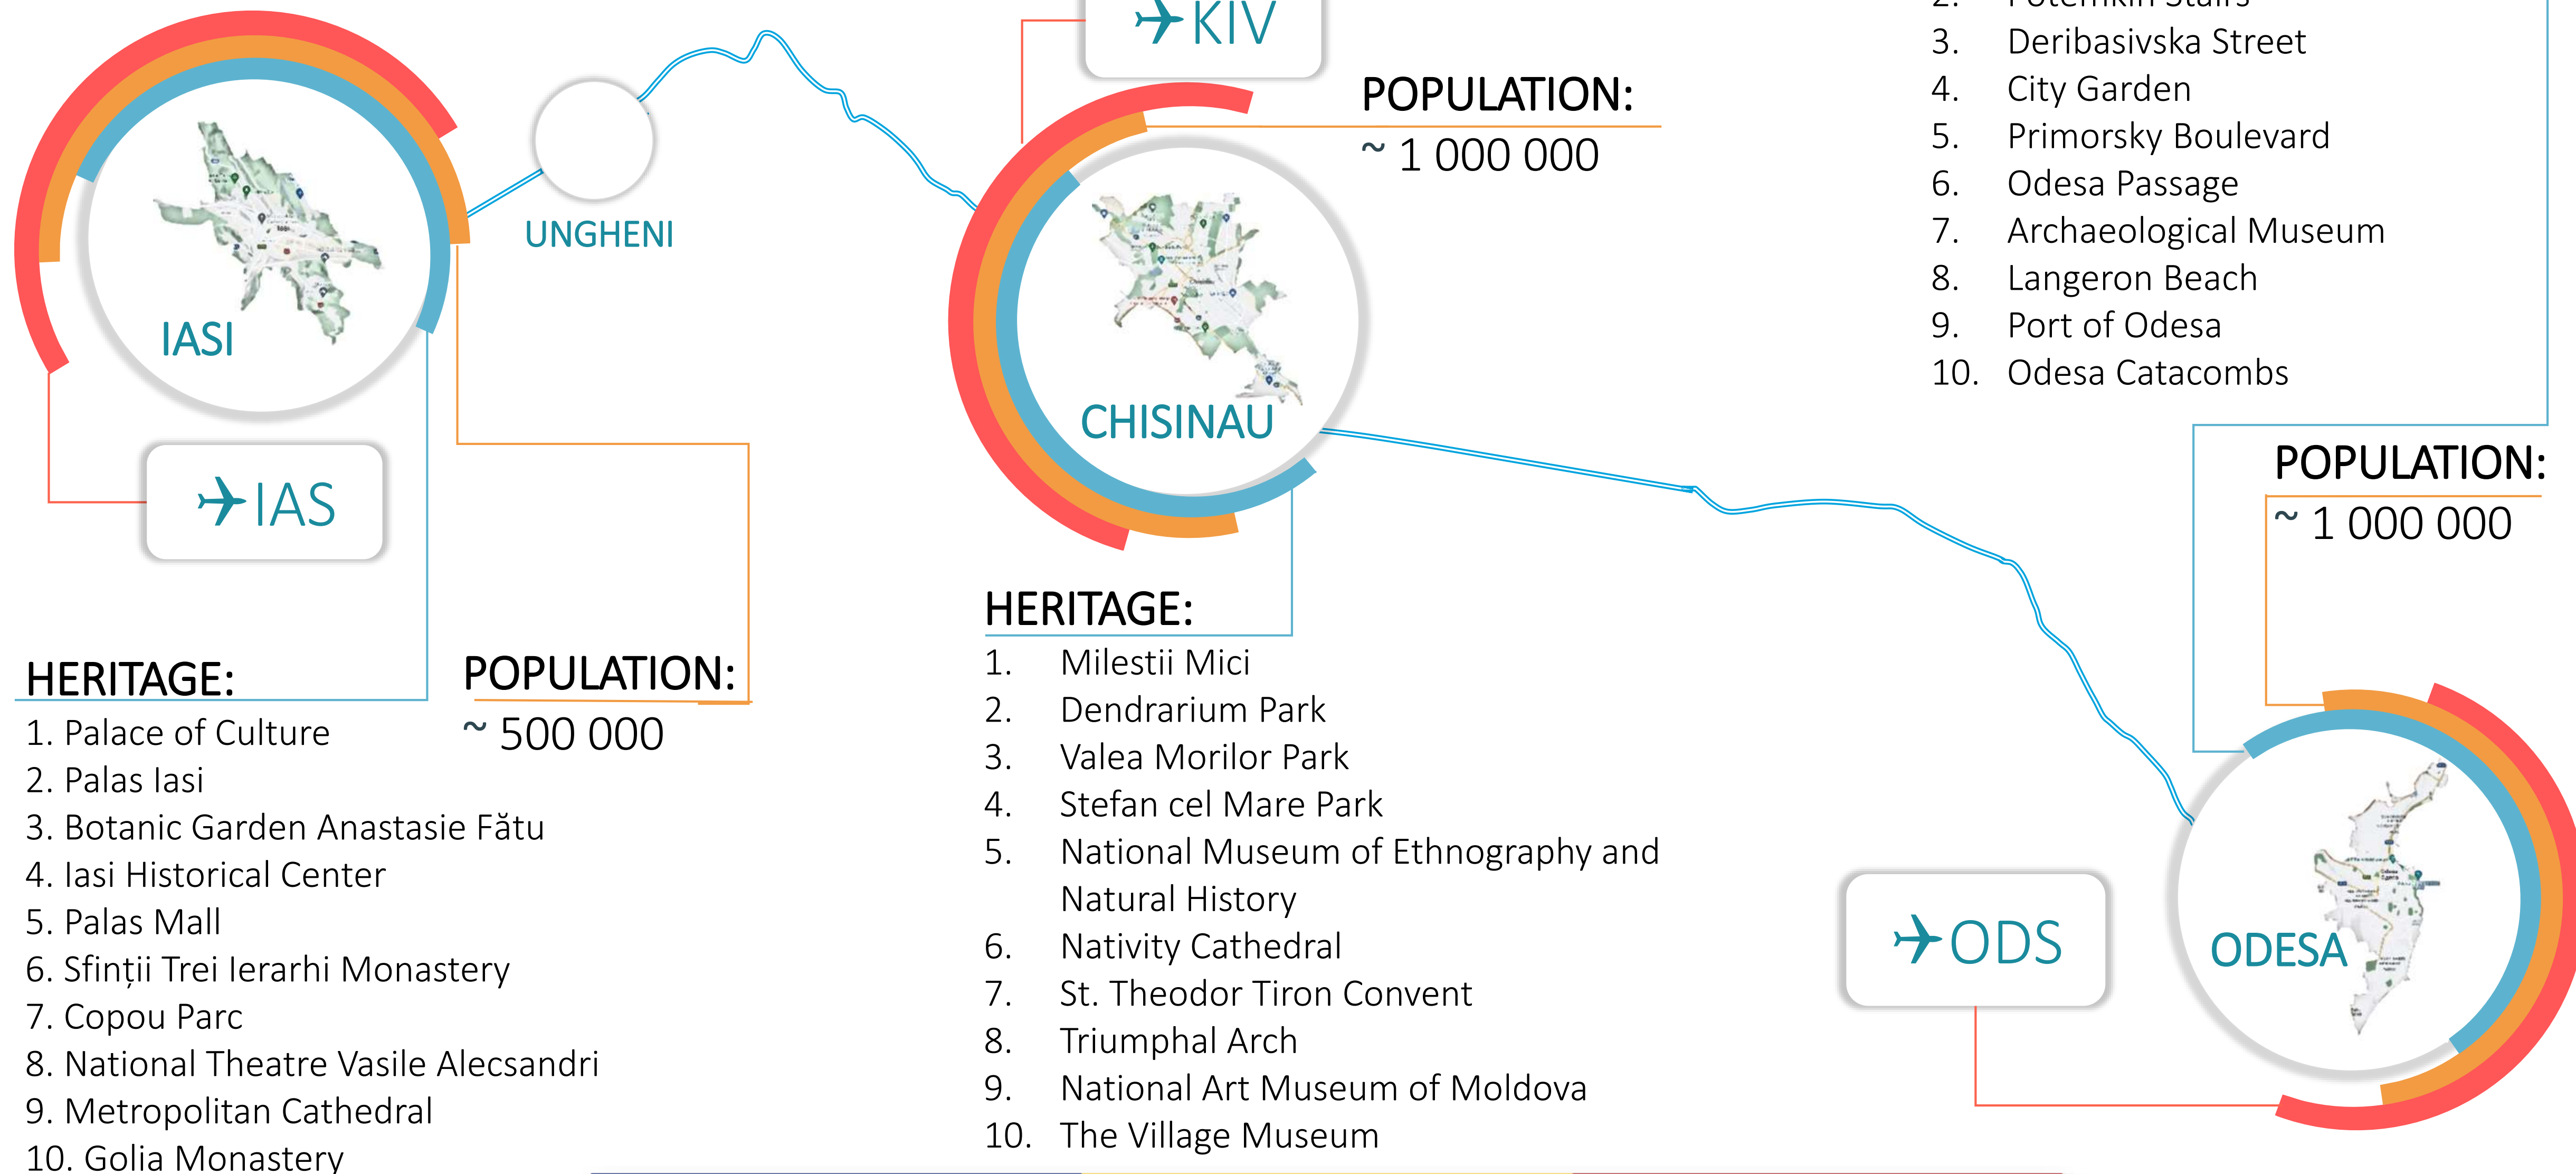 IASI
✈IAS
HERITAGE:
1. Palace of Culture
2. Palas Iasi
3. Botanic Garden Anastasie Fătu
4. Iasi Historical Center
5. Palas Mall
6. Sfinții Trei Ierarhi Monastery
7. Copou Parc
8. National Theatre Vasile Alecsandri
9. Metropolitan Cathedral
10. Golia Monastery
POPULATION:
~ 500 000
UNGHENI
✈KIV
POPULATION:
~ 1 000 000
CHISINAU
HERITAGE:
1. Milestii Mici
2. Dendrarium Park
3. Valea Morilor Park
4. Stefan cel Mare Park
5. National Museum of Ethnography and
Natural History
6. Nativity Cathedral
7. St. Theodor Tiron Convent
8. Triumphal Arch
9. National Art Museum of Moldova
10. The Village Museum
2. Potemkin Stairs
3. Deribasivska Street
4. City Garden
5. Primorsky Boulevard
6. Odesa Passage
7. Archaeological Museum
8. Langeron Beach
9. Port of Odesa
10. Odesa Catacombs
POPULATION:
~ 1 000 000
✈ODS
ODESA